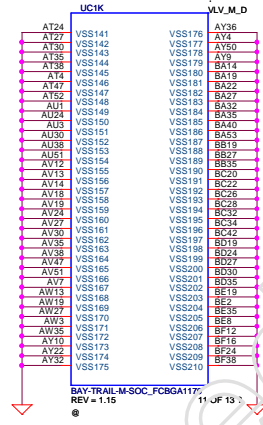 UC1K VLV_M_D
AT24 VSS141 VSS176 AY36
AT27 VSS142 VSS177 AY4
AT30 VSS143 VSS178 AY50
AT35 VSS144 VSS179 AY9
AT38 VSS145 VSS180 BA14
AT4 VSS146 VSS181 BA19
AT47 VSS147 VSS182 BA22
AT52 VSS148 VSS183 BA27
AU1 VSS149 VSS184 BA32
AU24 VSS150 VSS185 BA35
AU3 VSS151 VSS186 BA40
AU30 VSS152 VSS187 BA53
AU38 VSS153 VSS188 BB19
AU51 VSS154 VSS189 BB27
AV12 VSS155 VSS190 BB35
AV13 VSS156 VSS191 BC20
AV14 VSS157 VSS192 BC22
AV18 VSS158 VSS193 BC26
AV19 VSS159 VSS194 BC28
AV24 VSS160 VSS195 BC32
AV27 VSS161 VSS196 BC34
AV30 VSS162 VSS197 BC42
AV35 VSS163 VSS198 BD19
AV38 VSS164 VSS199 BD24
AV47 VSS165 VSS200 BD27
AV51 VSS166 VSS201 BD30
AV7 VSS167 VSS202 BD35
AW13 VSS168 VSS203 BE19
AW19 VSS169 VSS204 BE2
AW27 VSS170 VSS205 BE35
AW3 VSS171 VSS206 BE8
AW35 VSS172 VSS207 BF12
AY10 VSS173 VSS208 BF16
AY22 VSS174 VSS209 BF24
AY32 VSS175 VSS210 BF38
BAY-TRAIL-M-SOC_FCBGA117
REV = 1.15 11 OF 13
@